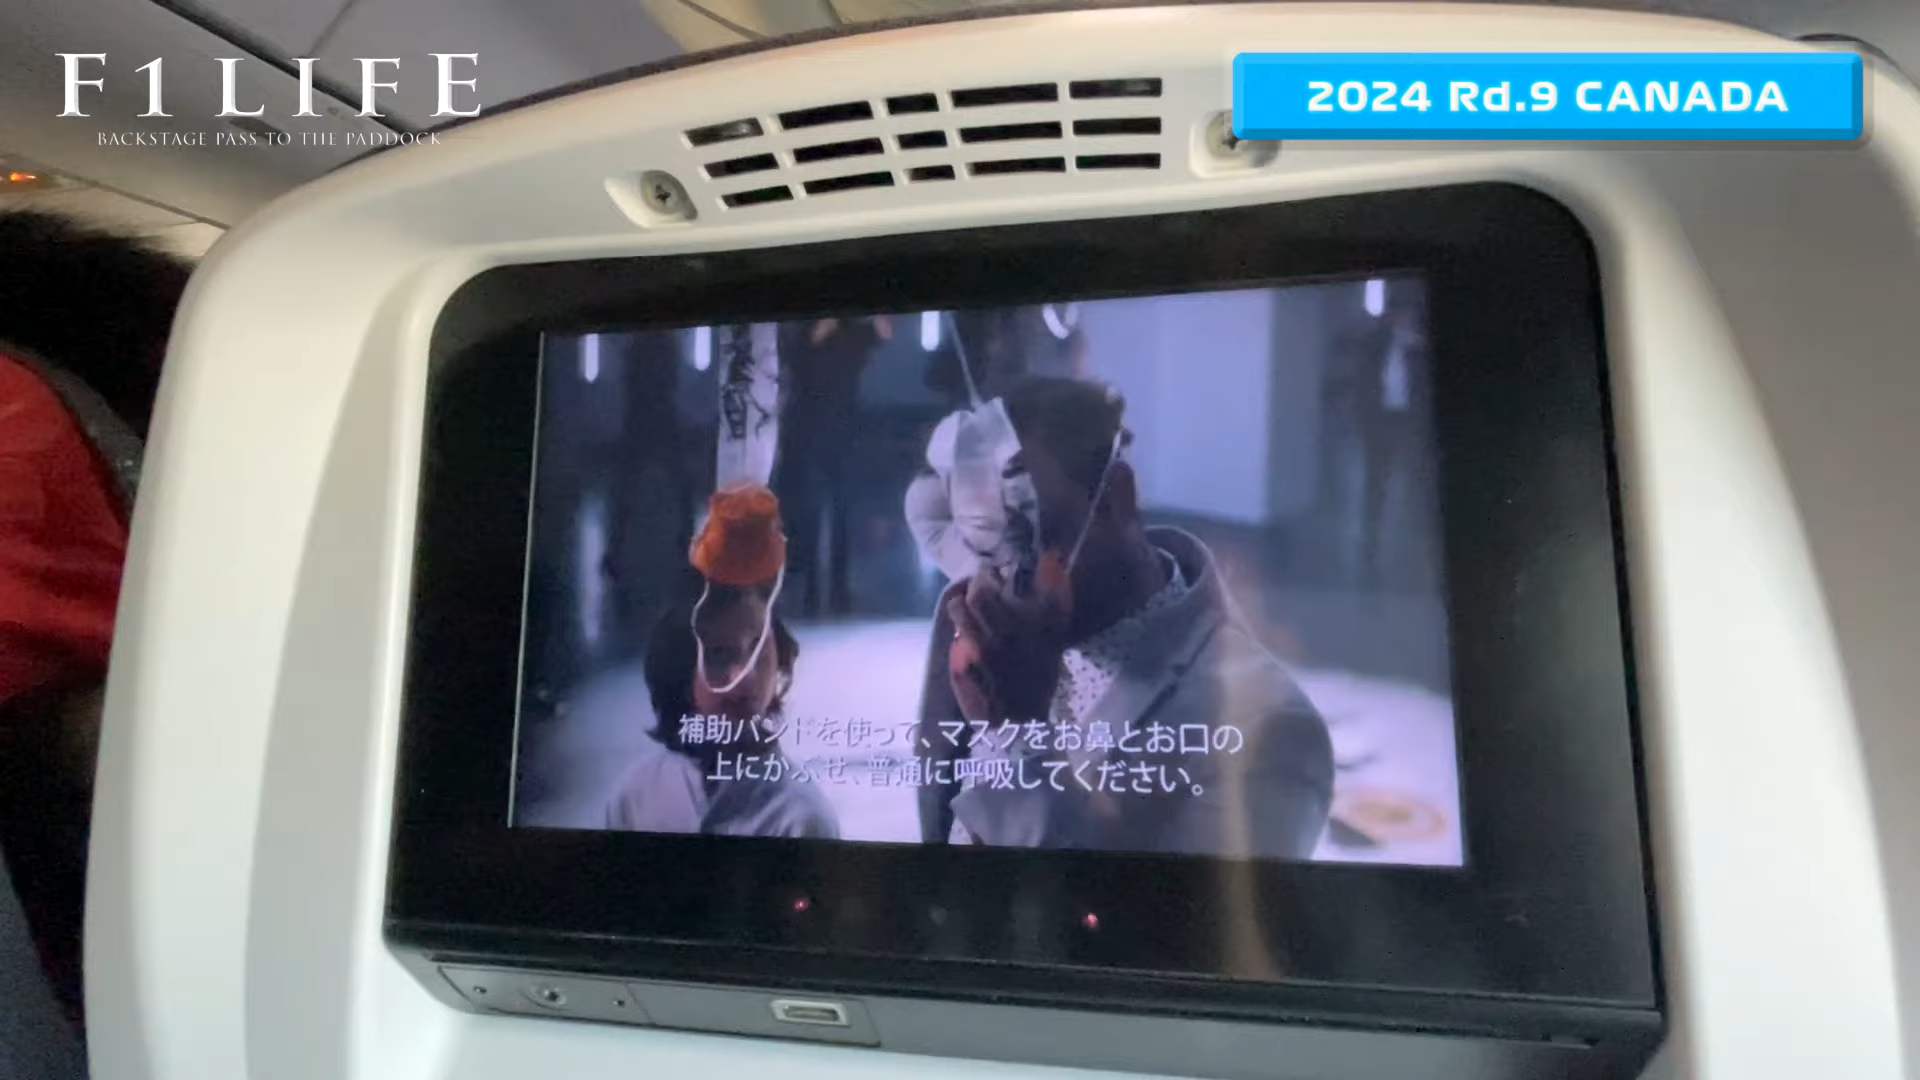 F1 LIFE
BACKSTAGE PASS TO THE PADDOCK
2024 Rd.9 CANADA
補助バンドを使って、マスクをお鼻とお口の
上にかぶせ、普通に呼吸してください。